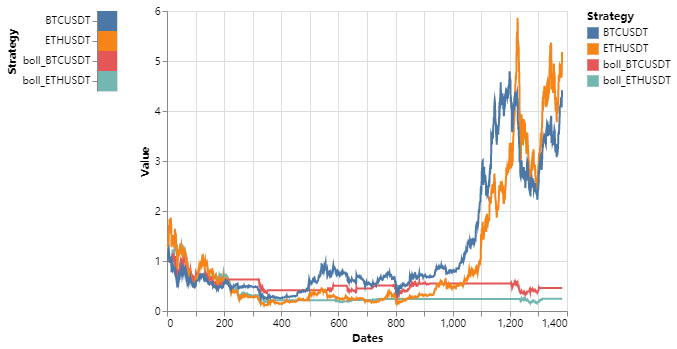 Strategy
BTCUSDT
ETHUSDT
boll_BTCUSDT
boll_ETHUSDT
Value
6
5
4
3
2
1
0
0 200 400 600 800 1,000 1,200 1,400
Dates
Strategy
BTCUSDT
ETHUSDT
boll_BTCUSDT
boll_ETHUSDT